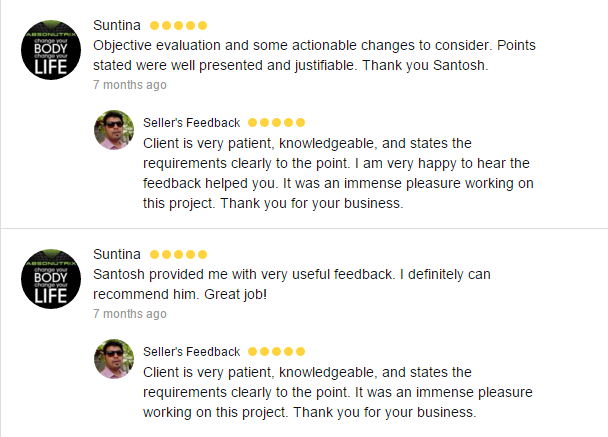 Suntina
Objective evaluation and some actionable changes to consider. Points
stated were well presented and justifiable. Thank you Santosh.
7 months ago
ABSONUTRIX
change your
BODY
change your
LIFE
Seller's Feedback
Client is very patient, knowledgeable, and states the
requirements clearly to the point. I am very happy to hear the
feedback helped you. It was an immense pleasure working on
this project. Thank you for your business.
Suntina
Santosh provided me with very useful feedback. I definitely can
recommend him. Great job!
7 months ago
ABSONUTRIX
change your
BODY
change your
LIFE
Seller's Feedback
Client is very patient, knowledgeable, and states the
requirements clearly to the point. It was an immense pleasure
working on this project. Thank you for your business.